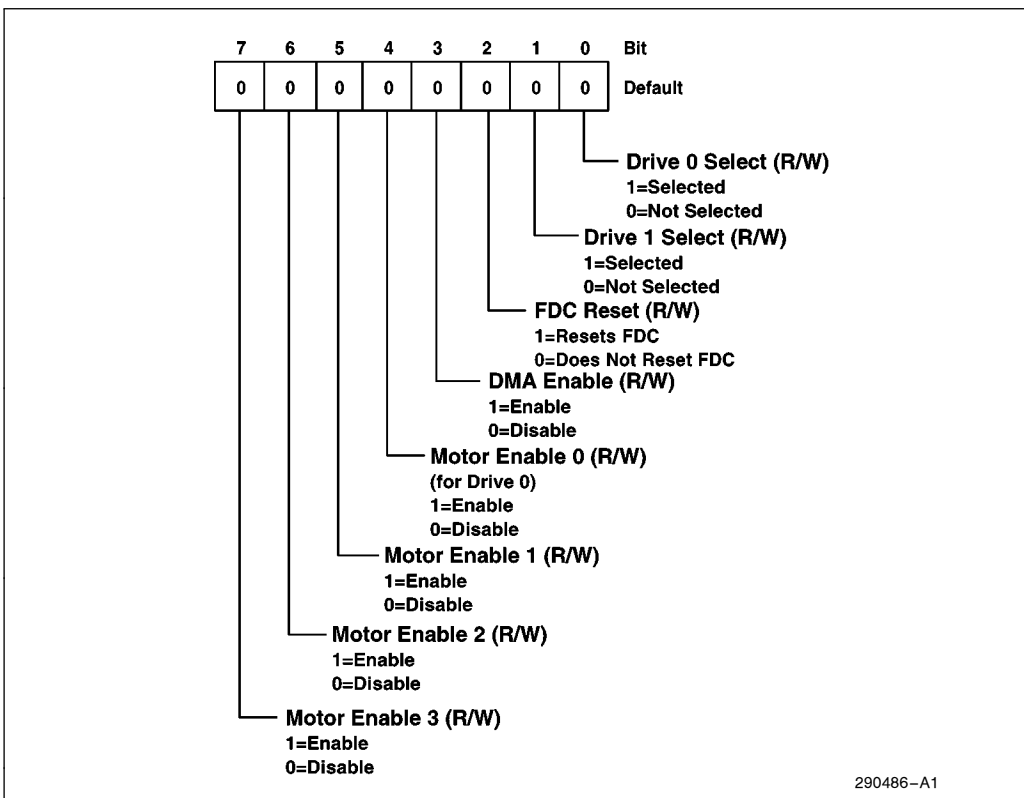 7 6 5 4 3 2 1 0 Bit
0 0 0 0 0 0 0 0 Default
Drive 0 Select (R/W)
1=Selected
0=Not Selected
Drive 1 Select (R/W)
1=Selected
0=Not Selected
FDC Reset (R/W)
1=Resets FDC
0=Does Not Reset FDC
DMA Enable (R/W)
1=Enable
0=Disable
Motor Enable 0 (R/W)
(for Drive 0)
1=Enable
0=Disable
Motor Enable 1 (R/W)
1=Enable
0=Disable
Motor Enable 2 (R/W)
1=Enable
0=Disable
Motor Enable 3 (R/W)
1=Enable
0=Disable
290486–A1